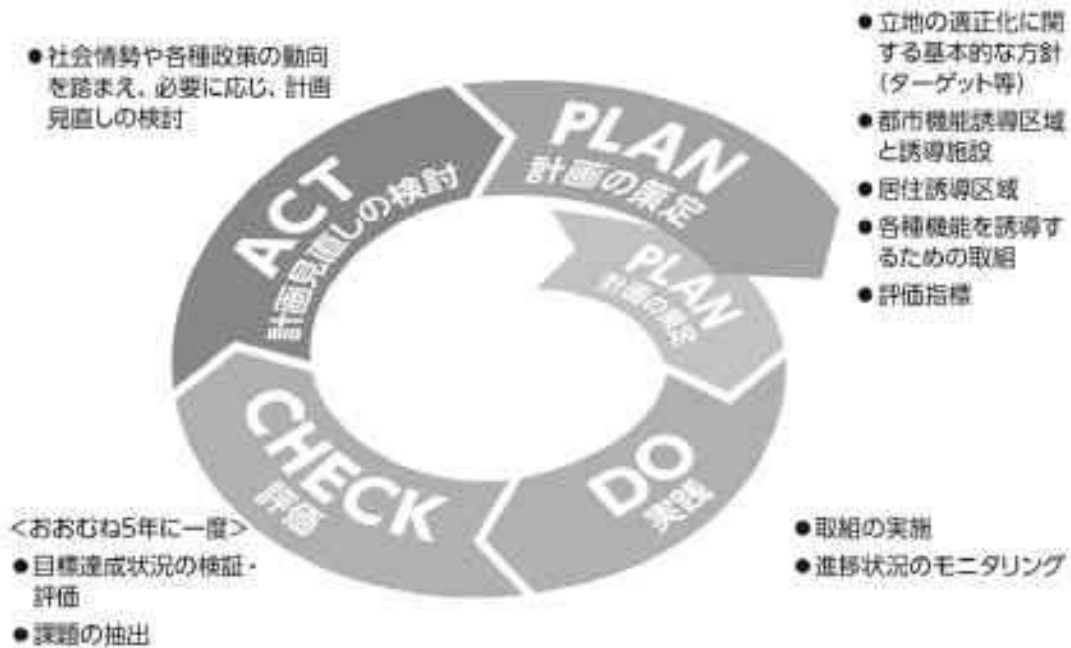 ●社会情勢や各種政策の動向
を踏まえ、必要に応じ、計画
見直しの検討
ACT
計画見直しの検討
PLAN
計画の策定
PLAN
計画の策定
●立地の適正化に関
する基本的な方針
(ターゲット等)
●都市機能誘導区域
と誘導施設
●居住誘導区域
●各種機能を誘導す
るための取組
●評価指標
CHECK
評価
DO
実践
<おおむね5年に一度>
●目標達成状況の検証・
評価
●課題の抽出
●取組の実施
●進捗状況のモニタリング